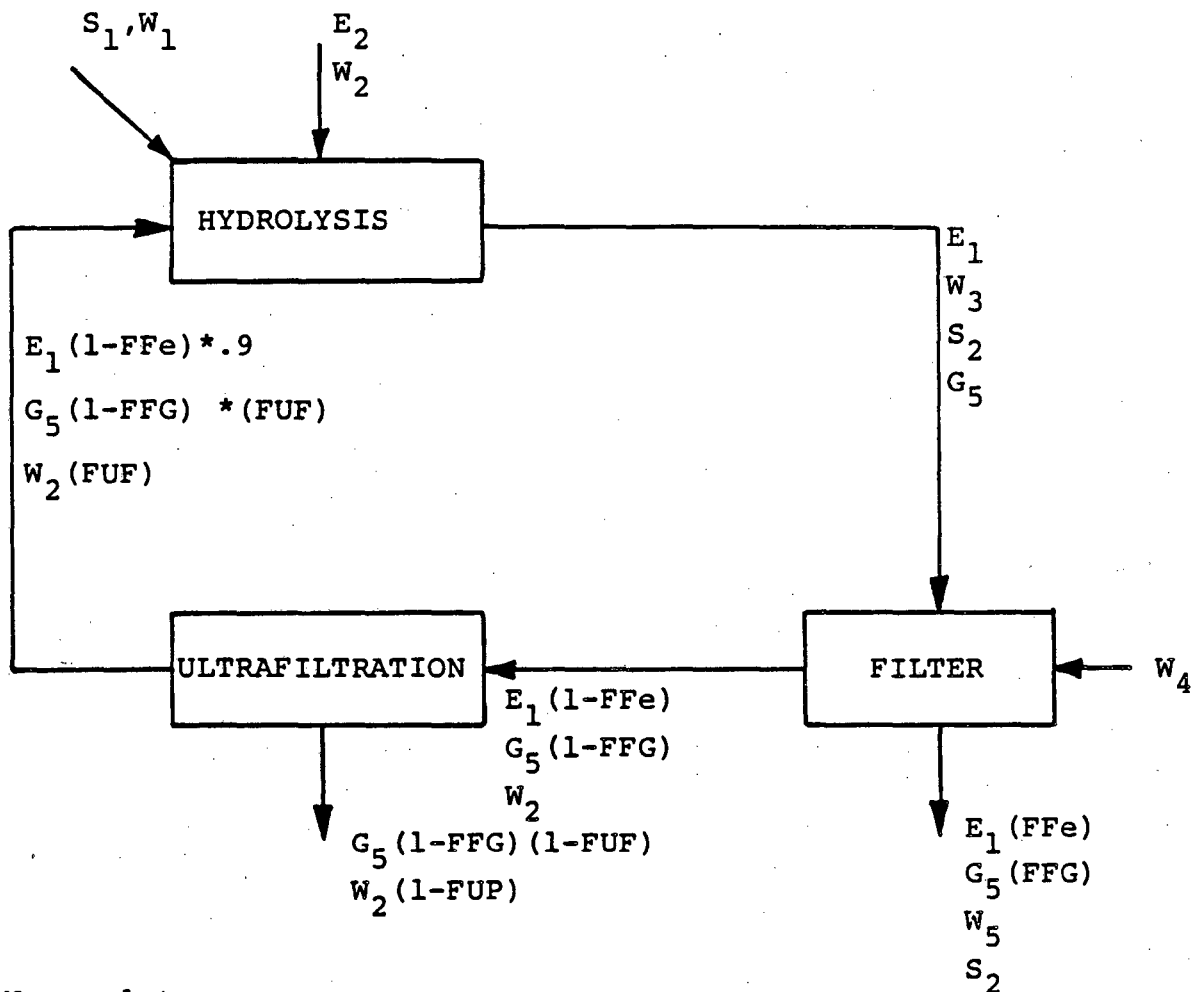 S₁,W₁
E₂
W₂
HYDROLYSIS
E₁
W₃
S₂
G₅
E₁(1-FFe)*.9
G₅(1-FFG) *(FUF)
W₂(FUF)
ULTRAFILTRATION
FILTER
W₄
E₁(1-FFe)
G₅(1-FFG)
W₂
G₅(1-FFG)(1-FUF)
W₂(1-FUP)
E₁(FFe)
G₅(FFG)
W₅
S₂